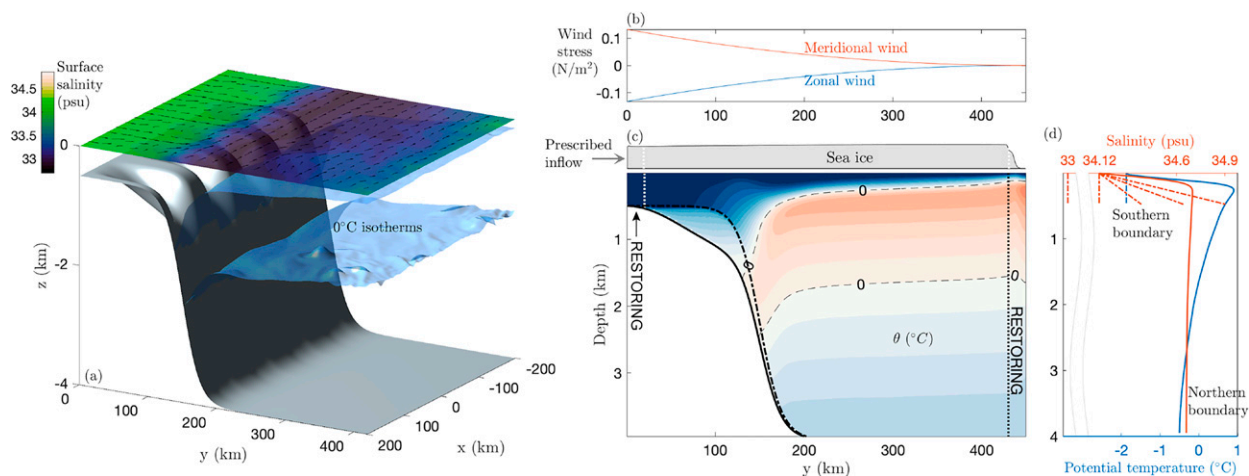 Surface
salinity
(psu)
34.5
34
33.5
33
0
-2
-4
z (km)
0°C isotherms
(a)
0
100
200
300
400
y (km)
200
100
0
-100
-200
x (km)
(b)
Wind
stress
(N/m²)
0.1
0
-0.1
Meridional wind
Zonal wind
0
100
200
300
400
(c)
Prescribed
inflow
Sea ice
0
0
0
0
RESTORING
RESTORING
θ (°C)
1
2
3
Depth (km)
0
100
200
300
400
y (km)
(d)
Salinity (psu)
33
34.12
34.6
34.9
Southern
boundary
Northern
boundary
0
1
2
3
4
-2
-1
0
1
Potential temperature (°C)